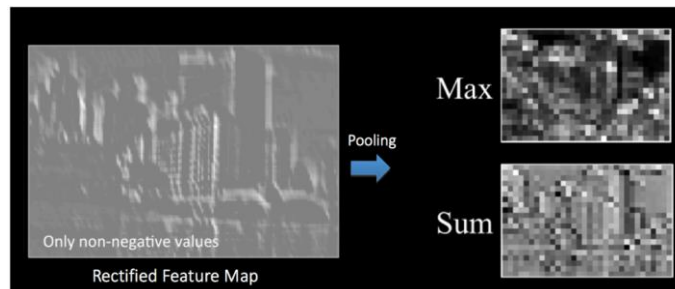 Only non-negative values
Rectified Feature Map
Pooling
Max
Sum